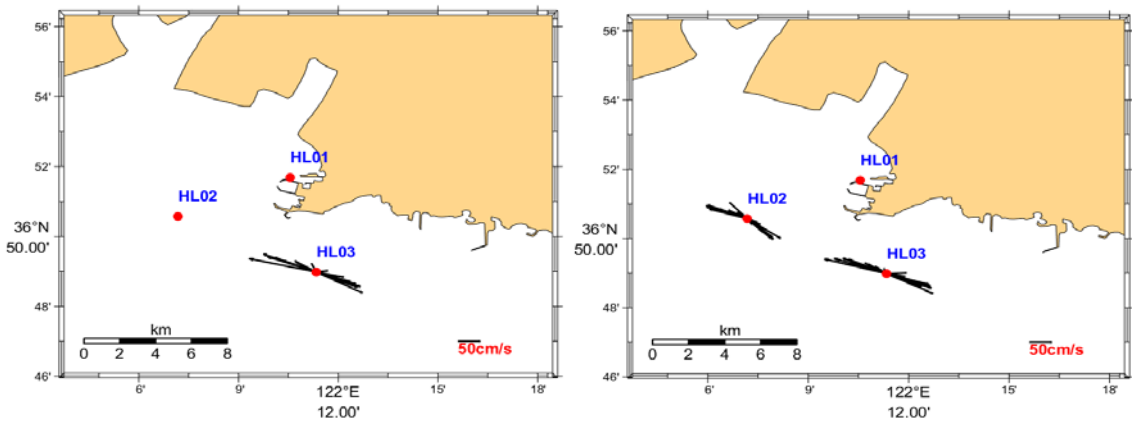 56'
54'
52'
36°N
50.00'
48'
46'
HL01
HL02
HL03
km
0 2 4 6 8
50cm/s
6' 9' 122°E 15' 18'
12.00'
56'
54'
52'
36°N
50.00'
48'
46'
HL01
HL02
HL03
km
0 2 4 6 8
50cm/s
6' 9' 122°E 15' 18'
12.00'